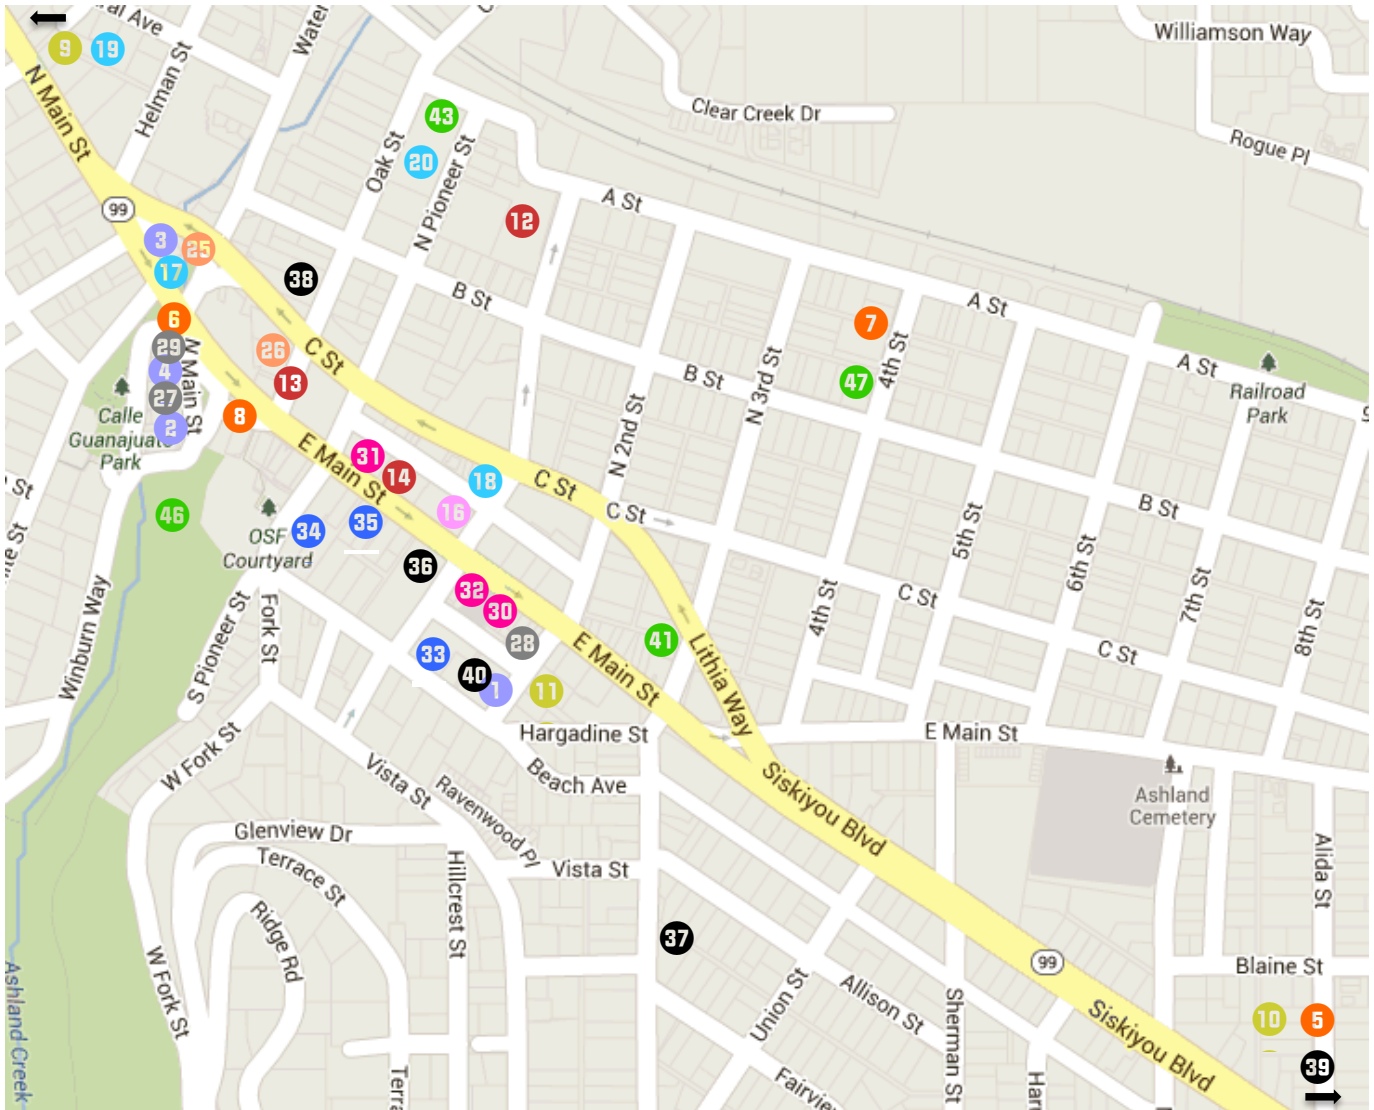 ral Ave
Water
Williamson Way
9
19
Helman St
N Main St
Clear Creek Dr
43
Rogue Pl
Oak St
20
N Pioneer St
A St
99
12
3
25
17
38
B St
A St
6
7
29
26
C St
4th St
N Main St
4
13
N 3rd St
B St
47
A St
Railroad
Park
27
8
Calle
Guanajuato
Park
2
E Main St
31
14
18
N 2nd St
C St
St
16
C St
B St
46
OSF
Courtyard
34
35
5th St
ne St
36
6th St
Winburn Way
32
30
4th St
C St
7th St
Fork St
S Pioneer St
28
41
8th St
33
E Main St
Lithia Way
C St
40
1
11
Hargadine St
E Main St
W Fork St
Vista St
Beach Ave
Siskiyou Blvd
Ashland
Cemetery
Ravenwood Pl
Glenview Dr
Terrace St
Vista St
Hillcrest St
Alida St
Ridge Rd
37
99
W Fork St
Blaine St
Ashland Creek
Union St
Allison St
Sherman St
Siskiyou Blvd
10
5
39
Terra
Fairview
Har